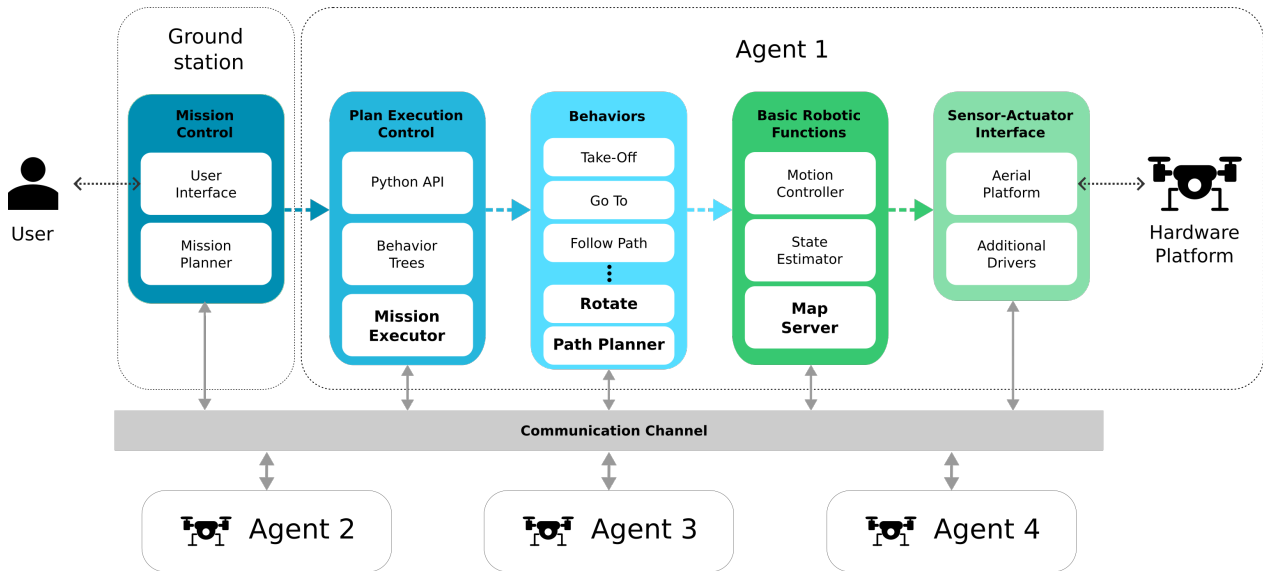 Ground
station
Agent 1
Mission
Control
User
Interface
Mission
Planner
Plan Execution
Control
Python API
Behavior
Trees
Mission
Executor
Behaviors
Take-Off
Go To
Follow Path
Rotate
Path Planner
Basic Robotic
Functions
Motion
Controller
State
Estimator
Map
Server
Sensor-Actuator
Interface
Aerial
Platform
Additional
Drivers
User
Hardware
Platform
Communication Channel
Agent 2
Agent 3
Agent 4